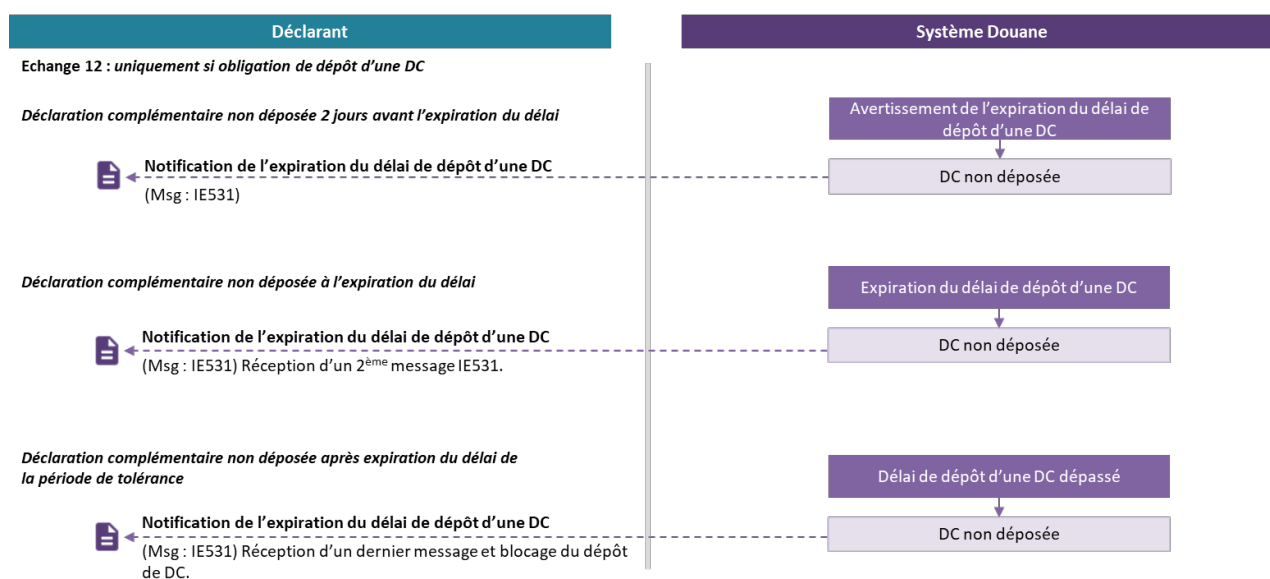 Déclarant
Système Douane
Echange 12 : uniquement si obligation de dépôt d’une DC
Déclaration complémentaire non déposée 2 jours avant l’expiration du délai
Avertissement de l’expiration du délai de
dépôt d’une DC
Notification de l’expiration du délai de dépôt d’une DC
(Msg : IE531)
DC non déposée
Déclaration complémentaire non déposée à l’expiration du délai
Expiration du délai de dépôt d’une DC
Notification de l’expiration du délai de dépôt d’une DC
(Msg : IE531) Réception d’un 2ème message IE531.
DC non déposée
Déclaration complémentaire non déposée après expiration du délai de
la période de tolérance
Délai de dépôt d’une DC dépassé
Notification de l’expiration du délai de dépôt d’une DC
(Msg : IE531) Réception d’un dernier message et blocage du dépôt
de DC.
DC non déposée